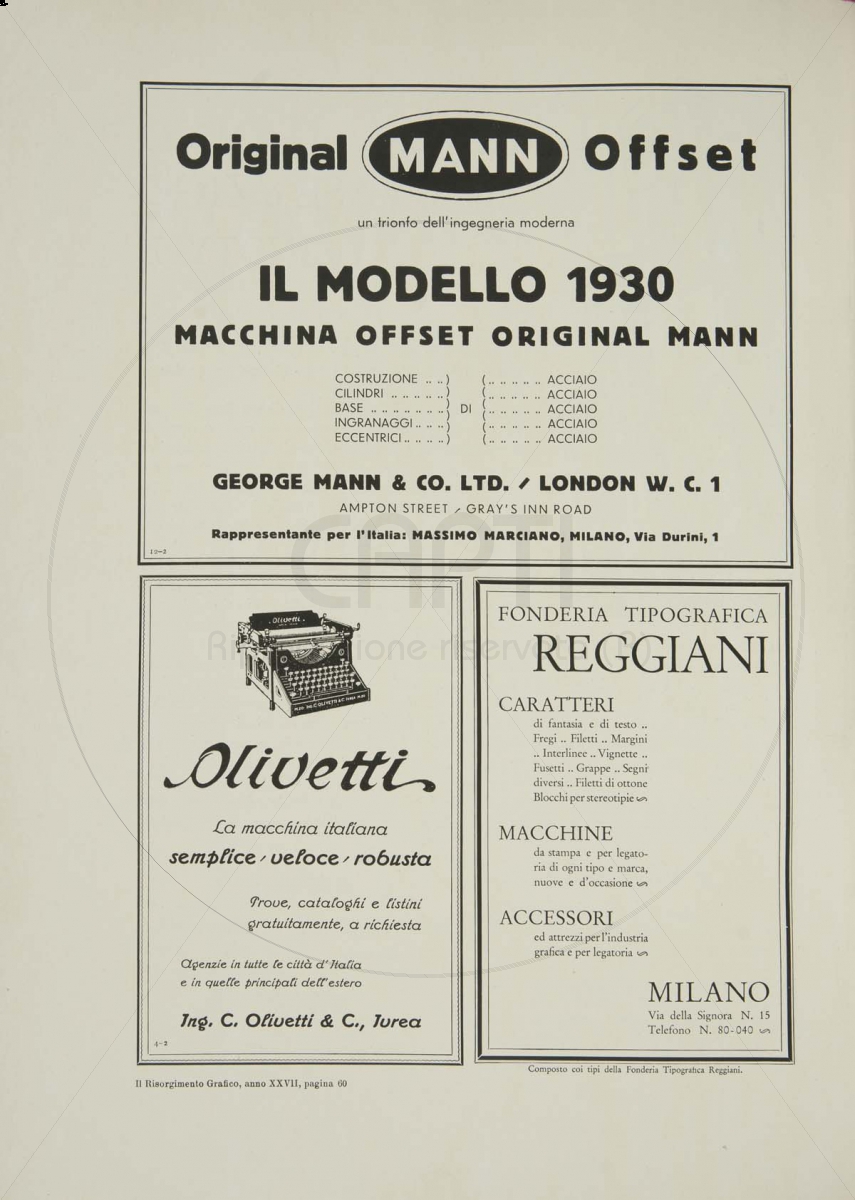 Original MANN Offset
un trionfo dell'ingegneria moderna
IL MODELLO 1930
MACCHINA OFFSET ORIGINAL MANN
COSTRUZIONE .. ..) (.. .. .. .. .. ACCIAIO
CILINDRI .. .. .. .. ..) (.. .. .. .. .. ACCIAIO
BASE .. .. .. .. .. .. ..) DI (.. .. .. .. .. ACCIAIO
INGRANAGGI .. .. ..) (.. .. .. .. .. ACCIAIO
ECCENTRICI .. .. .. ..) (.. .. .. .. .. ACCIAIO
GEORGE MANN & CO. LTD. / LONDON W. C. 1
AMPTON STREET / GRAY'S INN ROAD
Rappresentante per l'Italia: MASSIMO MARCIANO, MILANO, Via Durini, 1
12-2
CAPTI
Olivetti
Olivetti
La macchina italiana
semplice / veloce / robusta
Prove, cataloghi e listini
gratuitamente, a richiesta
Agenzie in tutte le città d'Italia
e in quelle principali dell'estero
Ing. C. Olivetti & C., Ivrea
4-2
FONDERIA TIPOGRAFICA
REGGIANI
CARATTERI
di fantasia e di testo ..
Fregi .. Filetti .. Margini
.. Interlinee .. Vignette ..
Fusetti .. Grappe .. Segni
diversi .. Filetti di ottone
Blocchi per stereotipie
MACCHINE
da stampa e per legato-
ria di ogni tipo e marca,
nuove e d'occasione
ACCESSORI
ed attrezzi per l'industria
grafica e per legatoria
MILANO
Via della Signora N. 15
Telefono N. 80-040
Composto coi tipi della Fonderia Tipografica Reggiani.
Il Risorgimento Grafico, anno XXVII, pagina 60